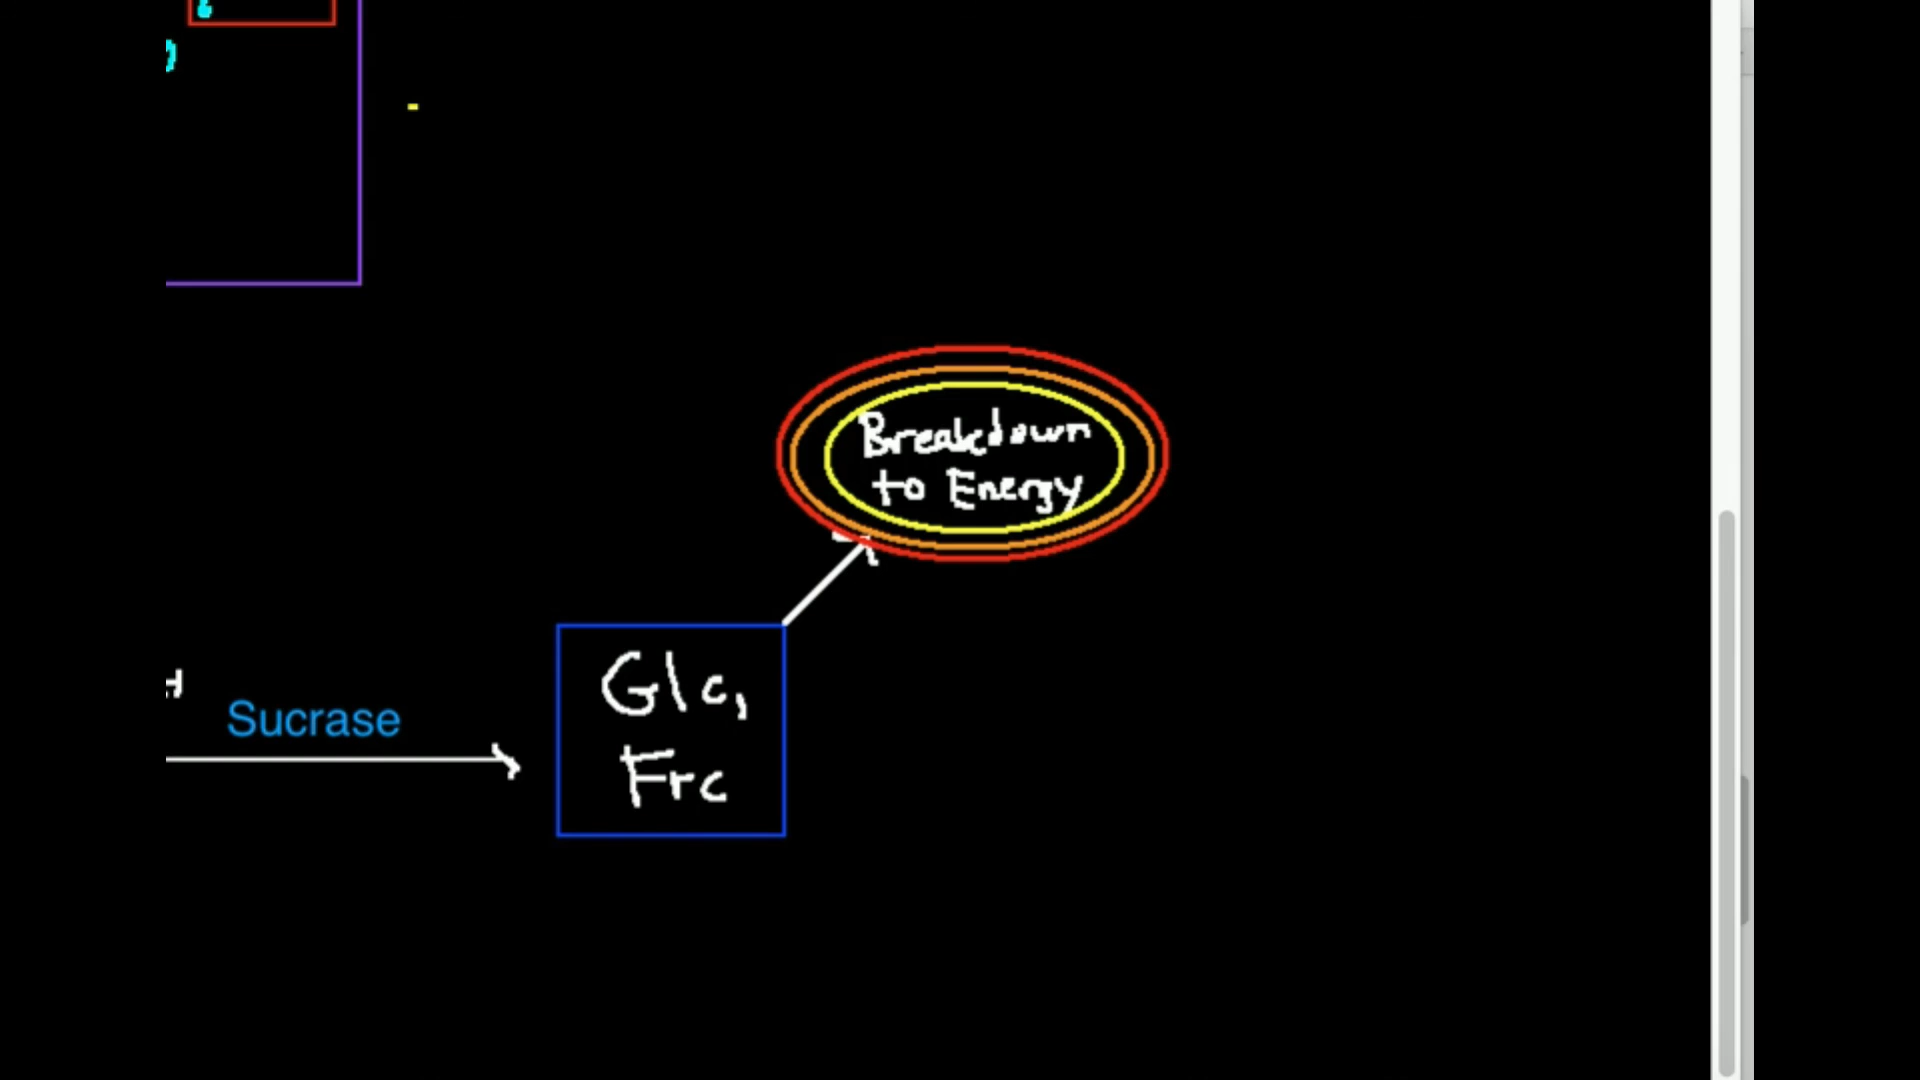 Breakdown
to Energy
Glc,
Frc
Sucrase